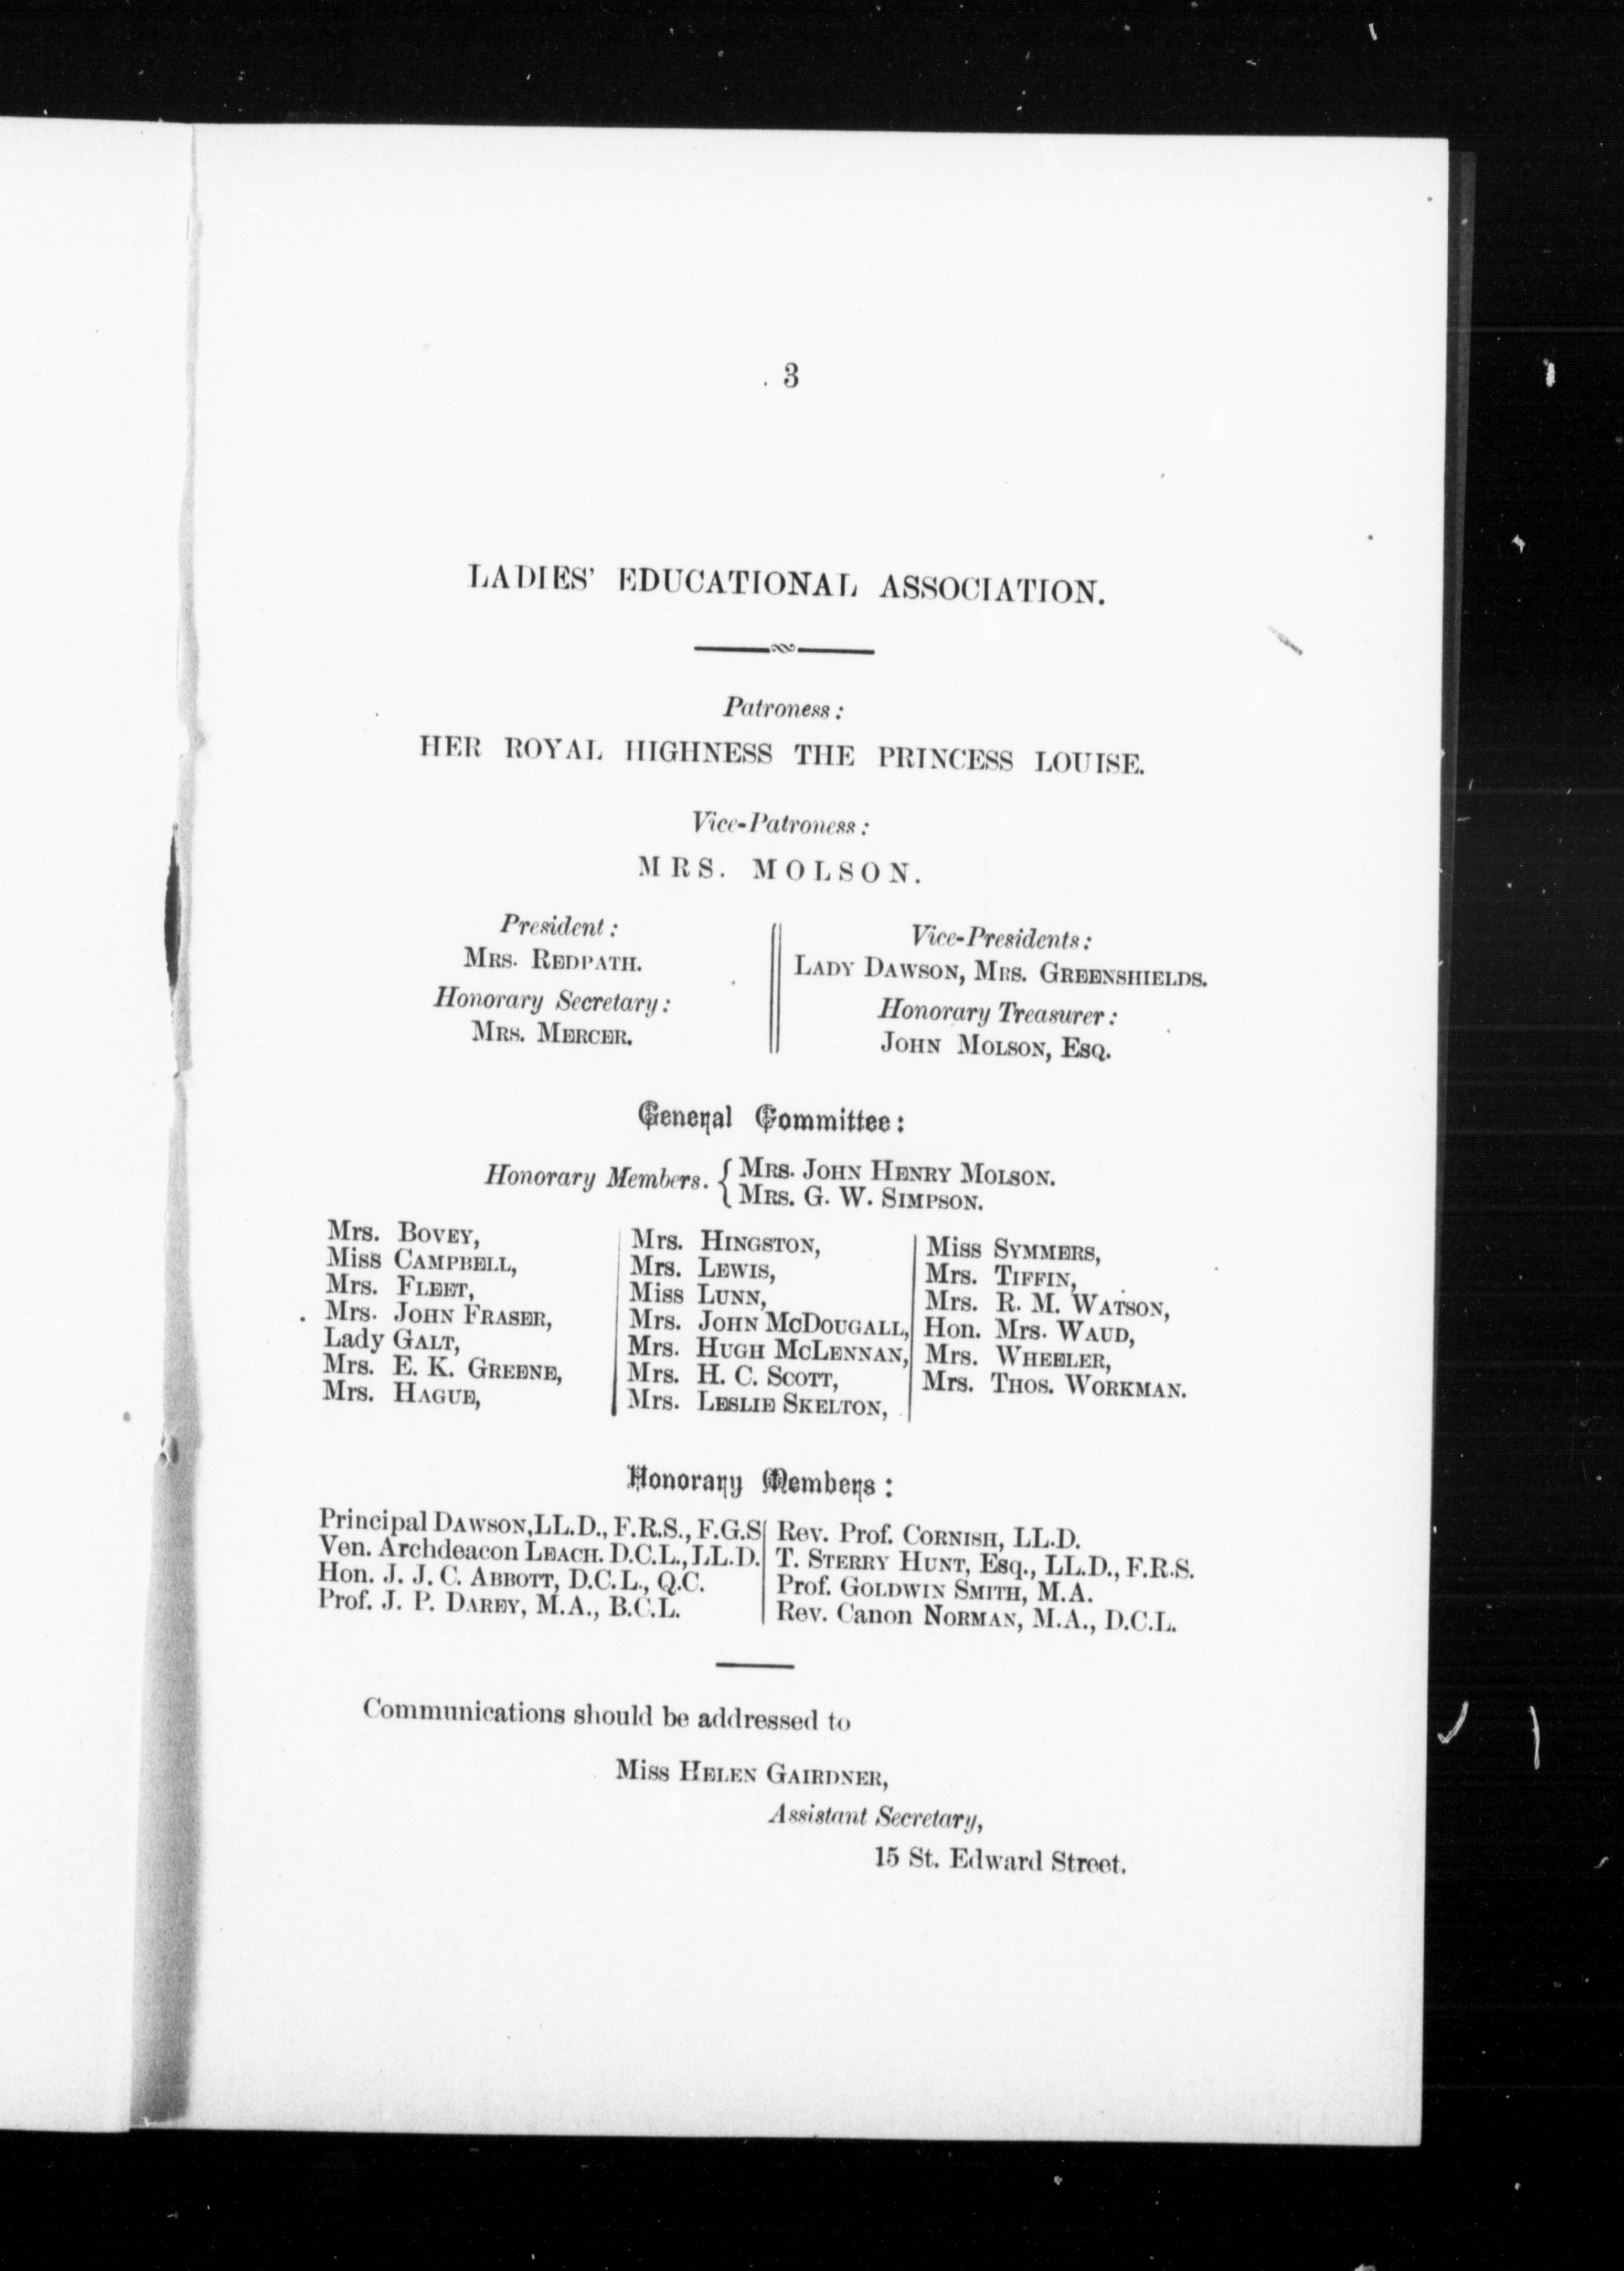 3
LADIES' EDUCATIONAL ASSOCIATION.
Patroness:
HER ROYAL HIGHNESS THE PRINCESS LOUISE.
Vice-Patroness:
MRS. MOLSON.
President:
MRS. REDPATH.
Honorary Secretary:
MRS. MERCER.
Vice-Presidents:
LADY DAWSON, MRS. GREENSHIELDS.
Honorary Treasurer:
JOHN MOLSON, ESQ.
General Committee:
Honorary Members. { MRS. JOHN HENRY MOLSON.
MRS. G. W. SIMPSON.
Mrs. BOVEY,
Miss CAMPBELL,
Mrs. FLEET,
Mrs. JOHN FRASER,
Lady GALT,
Mrs. E. K. GREENE,
Mrs. HAGUE,
Mrs. HINGSTON,
Mrs. LEWIS,
Miss LUNN,
Mrs. JOHN McDOUGALL,
Mrs. HUGH McLENNAN,
Mrs. H. C. SCOTT,
Mrs. LESLIE SKELTON,
Miss SYMMERS,
Mrs. TIFFIN,
Mrs. R. M. WATSON,
Hon. Mrs. WAUD,
Mrs. WHEELER,
Mrs. THOS. WORKMAN.
Honorary Members:
Principal DAWSON, LL.D., F.R.S., F.G.S
Ven. Archdeacon LEACH. D.C.L., LL.D.
Hon. J. J. C. ABBOTT, D.C.L., Q.C.
Prof. J. P. DAREY, M.A., B.C.L.
Rev. Prof. CORNISH, LL.D.
T. STERRY HUNT, Esq., LL.D., F.R.S.
Prof. GOLDWIN SMITH, M.A.
Rev. Canon NORMAN, M.A., D.C.L.
Communications should be addressed to
Miss HELEN GAIRDNER,
Assistant Secretary,
15 St. Edward Street.